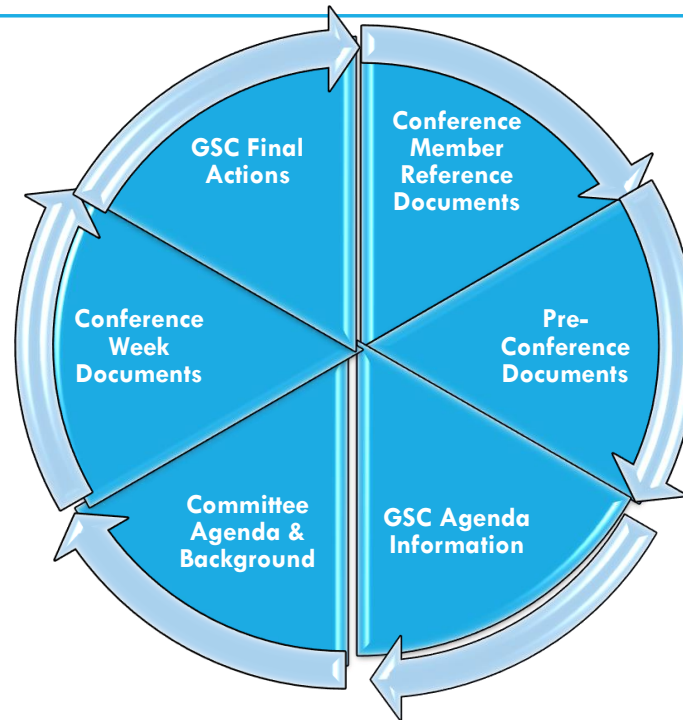 GSC Final
Actions
Conference
Member
Reference
Documents
Pre-
Conference
Documents
GSC Agenda
Information
Committee
Agenda &
Background
Conference
Week
Documents